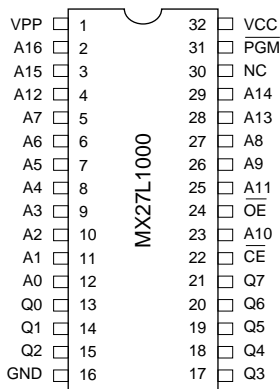 VPP 1 32 VCC
A16 2 31 PGM
A15 3 30 NC
A12 4 29 A14
A7 5 28 A13
A6 6 27 A8
A5 7 26 A9
A4 8 25 A11
A3 9 24 OE
A2 10 23 A10
A1 11 22 CE
A0 12 21 Q7
Q0 13 20 Q6
Q1 14 19 Q5
Q2 15 18 Q4
GND 16 17 Q3
MX27L1000